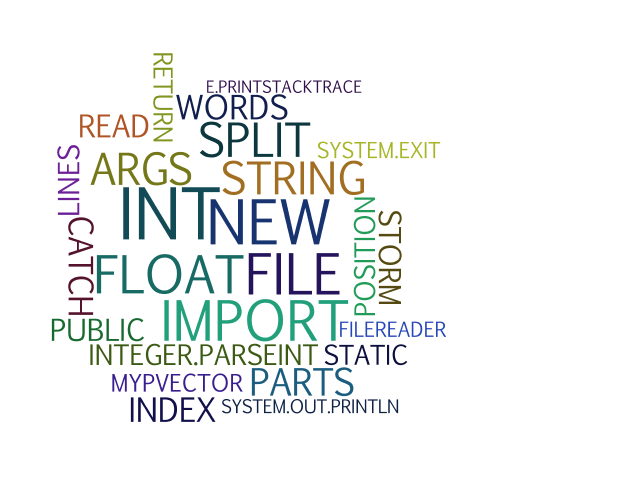 RETURN
E.PRINTSTACKTRACE
WORDS
READ
SPLIT
SYSTEM.EXIT
LINES
ARGS
STRING
INT
NEW
POSITION
STORM
CATCH
FLOAT
FILE
IMPORT
PUBLIC
FILEREADER
INTEGER.PARSEINT
STATIC
MYPVECTOR
PARTS
INDEX
SYSTEM.OUT.PRINTLN